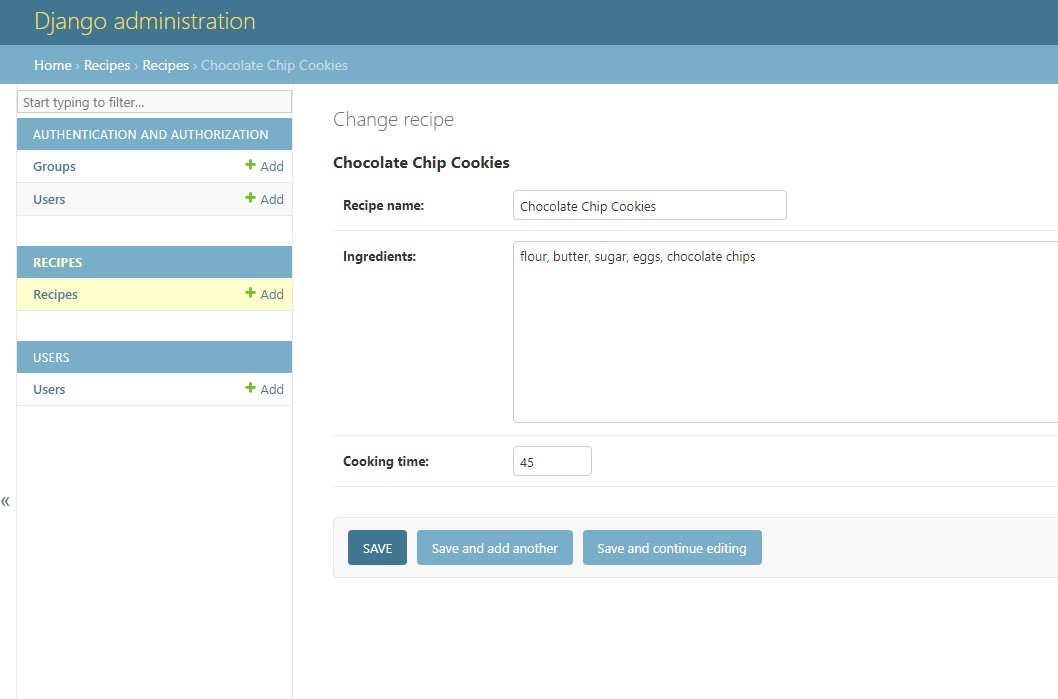 Django administration
Home › Recipes › Recipes › Chocolate Chip Cookies
Start typing to filter...
AUTHENTICATION AND AUTHORIZATION
Groups + Add
Users + Add
RECIPES
Recipes + Add
USERS
Users + Add
«
Change recipe
Chocolate Chip Cookies
Recipe name: Chocolate Chip Cookies
Ingredients: flour, butter, sugar, eggs, chocolate chips
Cooking time: 45
SAVE Save and add another Save and continue editing